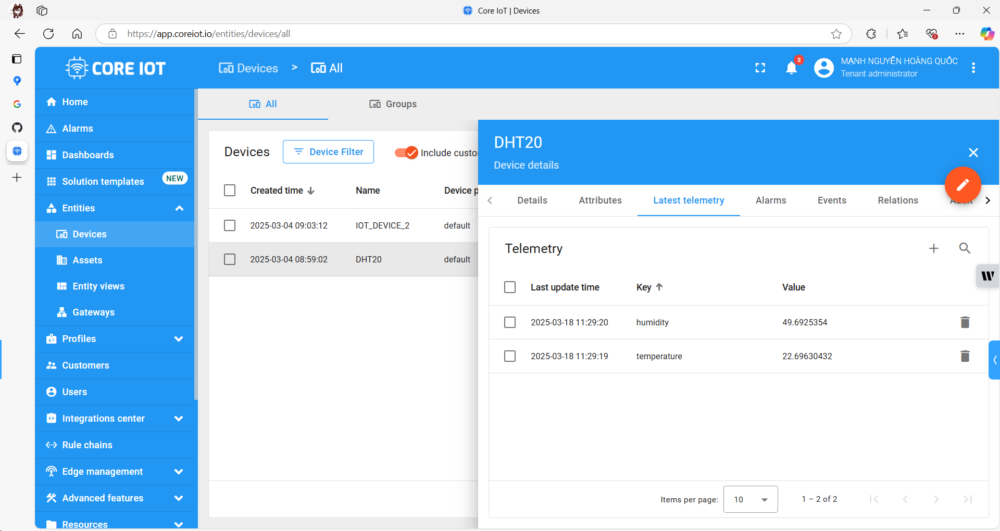 Core IoT | Devices
https://app.coreiot.io/entities/devices/all
CORE IOT
Devices > All
2
MẠNH NGUYỄN HOÀNG QUỐC
Tenant administrator
Home
Alarms
Dashboards
Solution templates NEW
Entities
Devices
Assets
Entity views
Gateways
Profiles
Customers
Users
Integrations center
Rule chains
Edge management
Advanced features
Resources
All Groups
Devices Device Filter Include custo
Created time Name Device p
2025-03-04 09:03:12 IOT_DEVICE_2 default
2025-03-04 08:59:02 DHT20 default
DHT20
Device details
Details Attributes Latest telemetry Alarms Events Relations Audit
Telemetry
Last update time Key Value
2025-03-18 11:29:20 humidity 49.6925354
2025-03-18 11:29:19 temperature 22.69630432
Items per page: 10 1 – 2 of 2